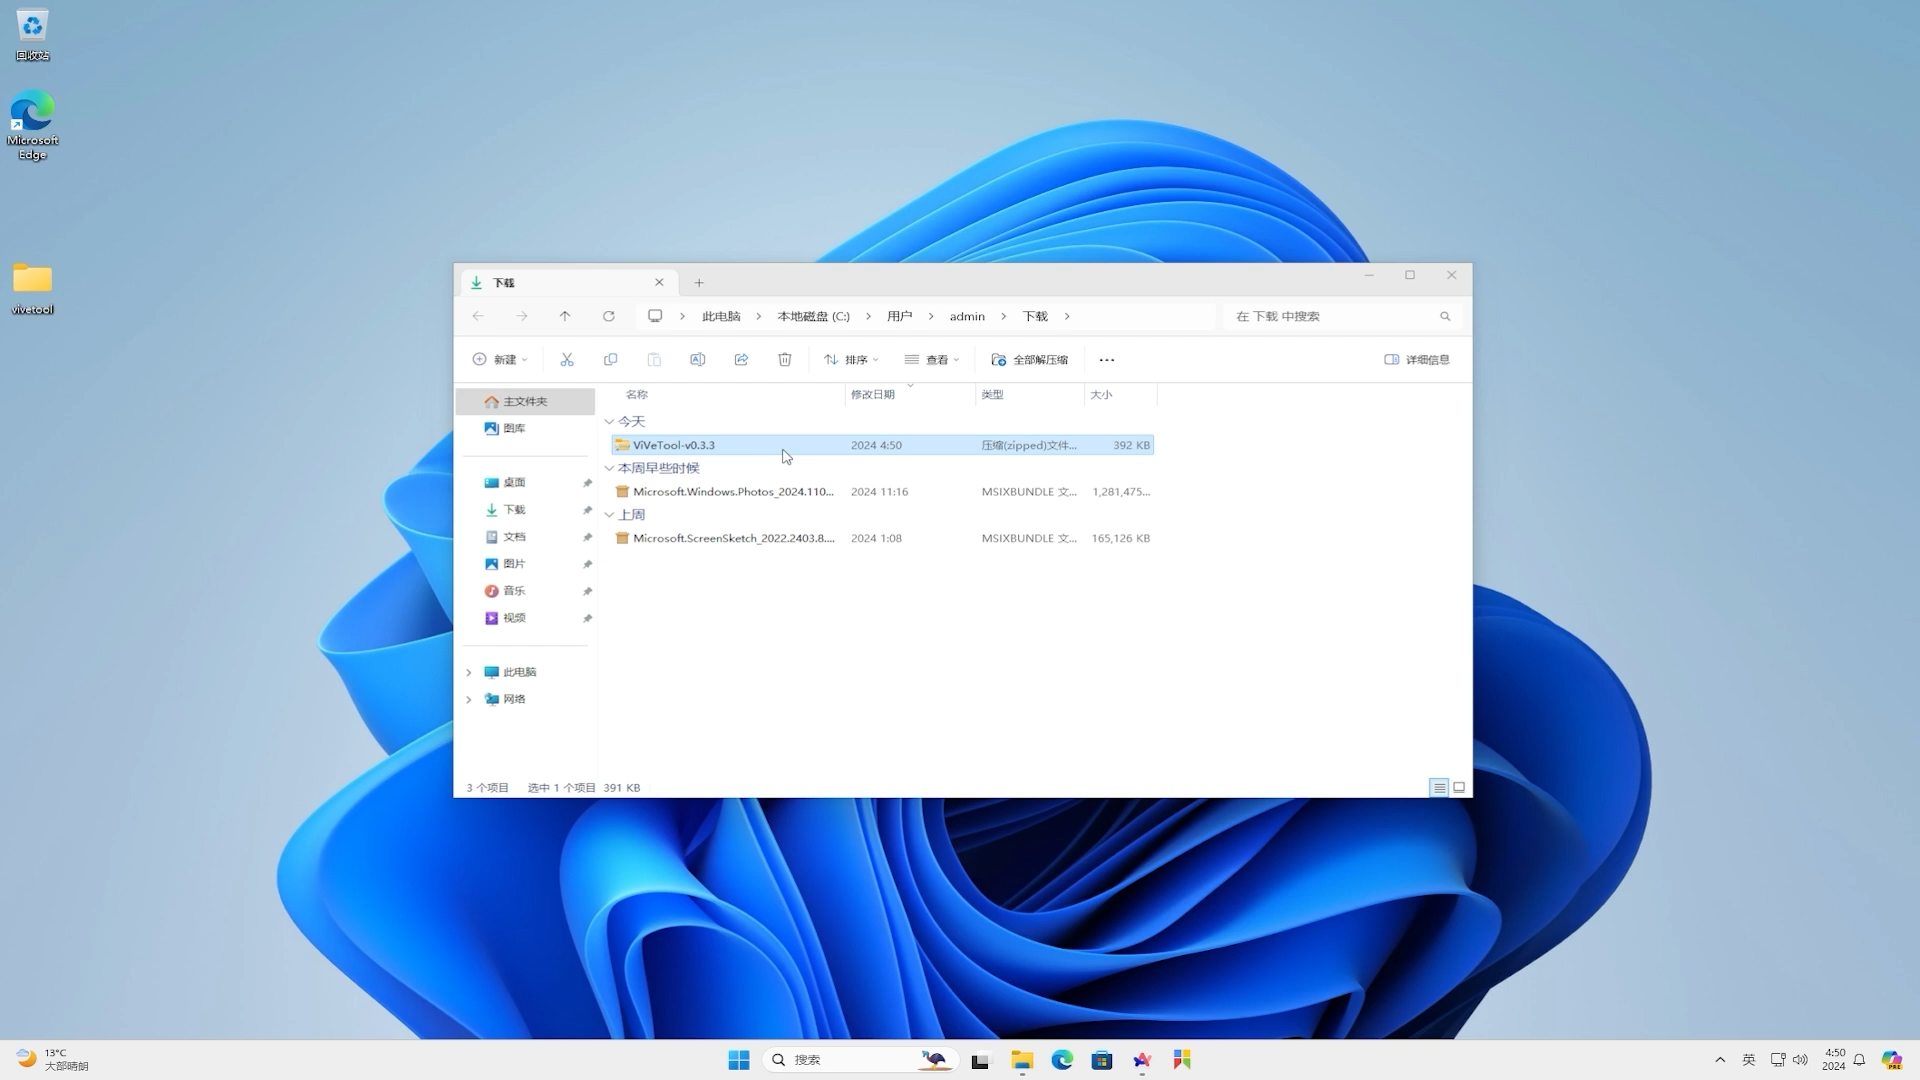 回收站
Microsoft
Edge
vivetool
下载
此电脑 本地磁盘 (C:) 用户 admin 下载
在 下载 中搜索
新建 排序 查看 全部解压缩 ... 详细信息
主文件夹
图库
桌面
下载
文档
图片
音乐
视频
此电脑
网络
名称 修改日期 类型 大小
今天
ViVeTool-v0.3.3 2024 4:50 压缩(zipped)文件... 392 KB
本周早些时候
Microsoft.Windows.Photos_2024.110... 2024 11:16 MSIXBUNDLE 文... 1,281,475...
上周
Microsoft.ScreenSketch_2022.2403.8.... 2024 1:08 MSIXBUNDLE 文... 165,126 KB
3 个项目 选中 1 个项目 391 KB
13°C
大部晴朗
搜索
英
4:50
2024
PRE